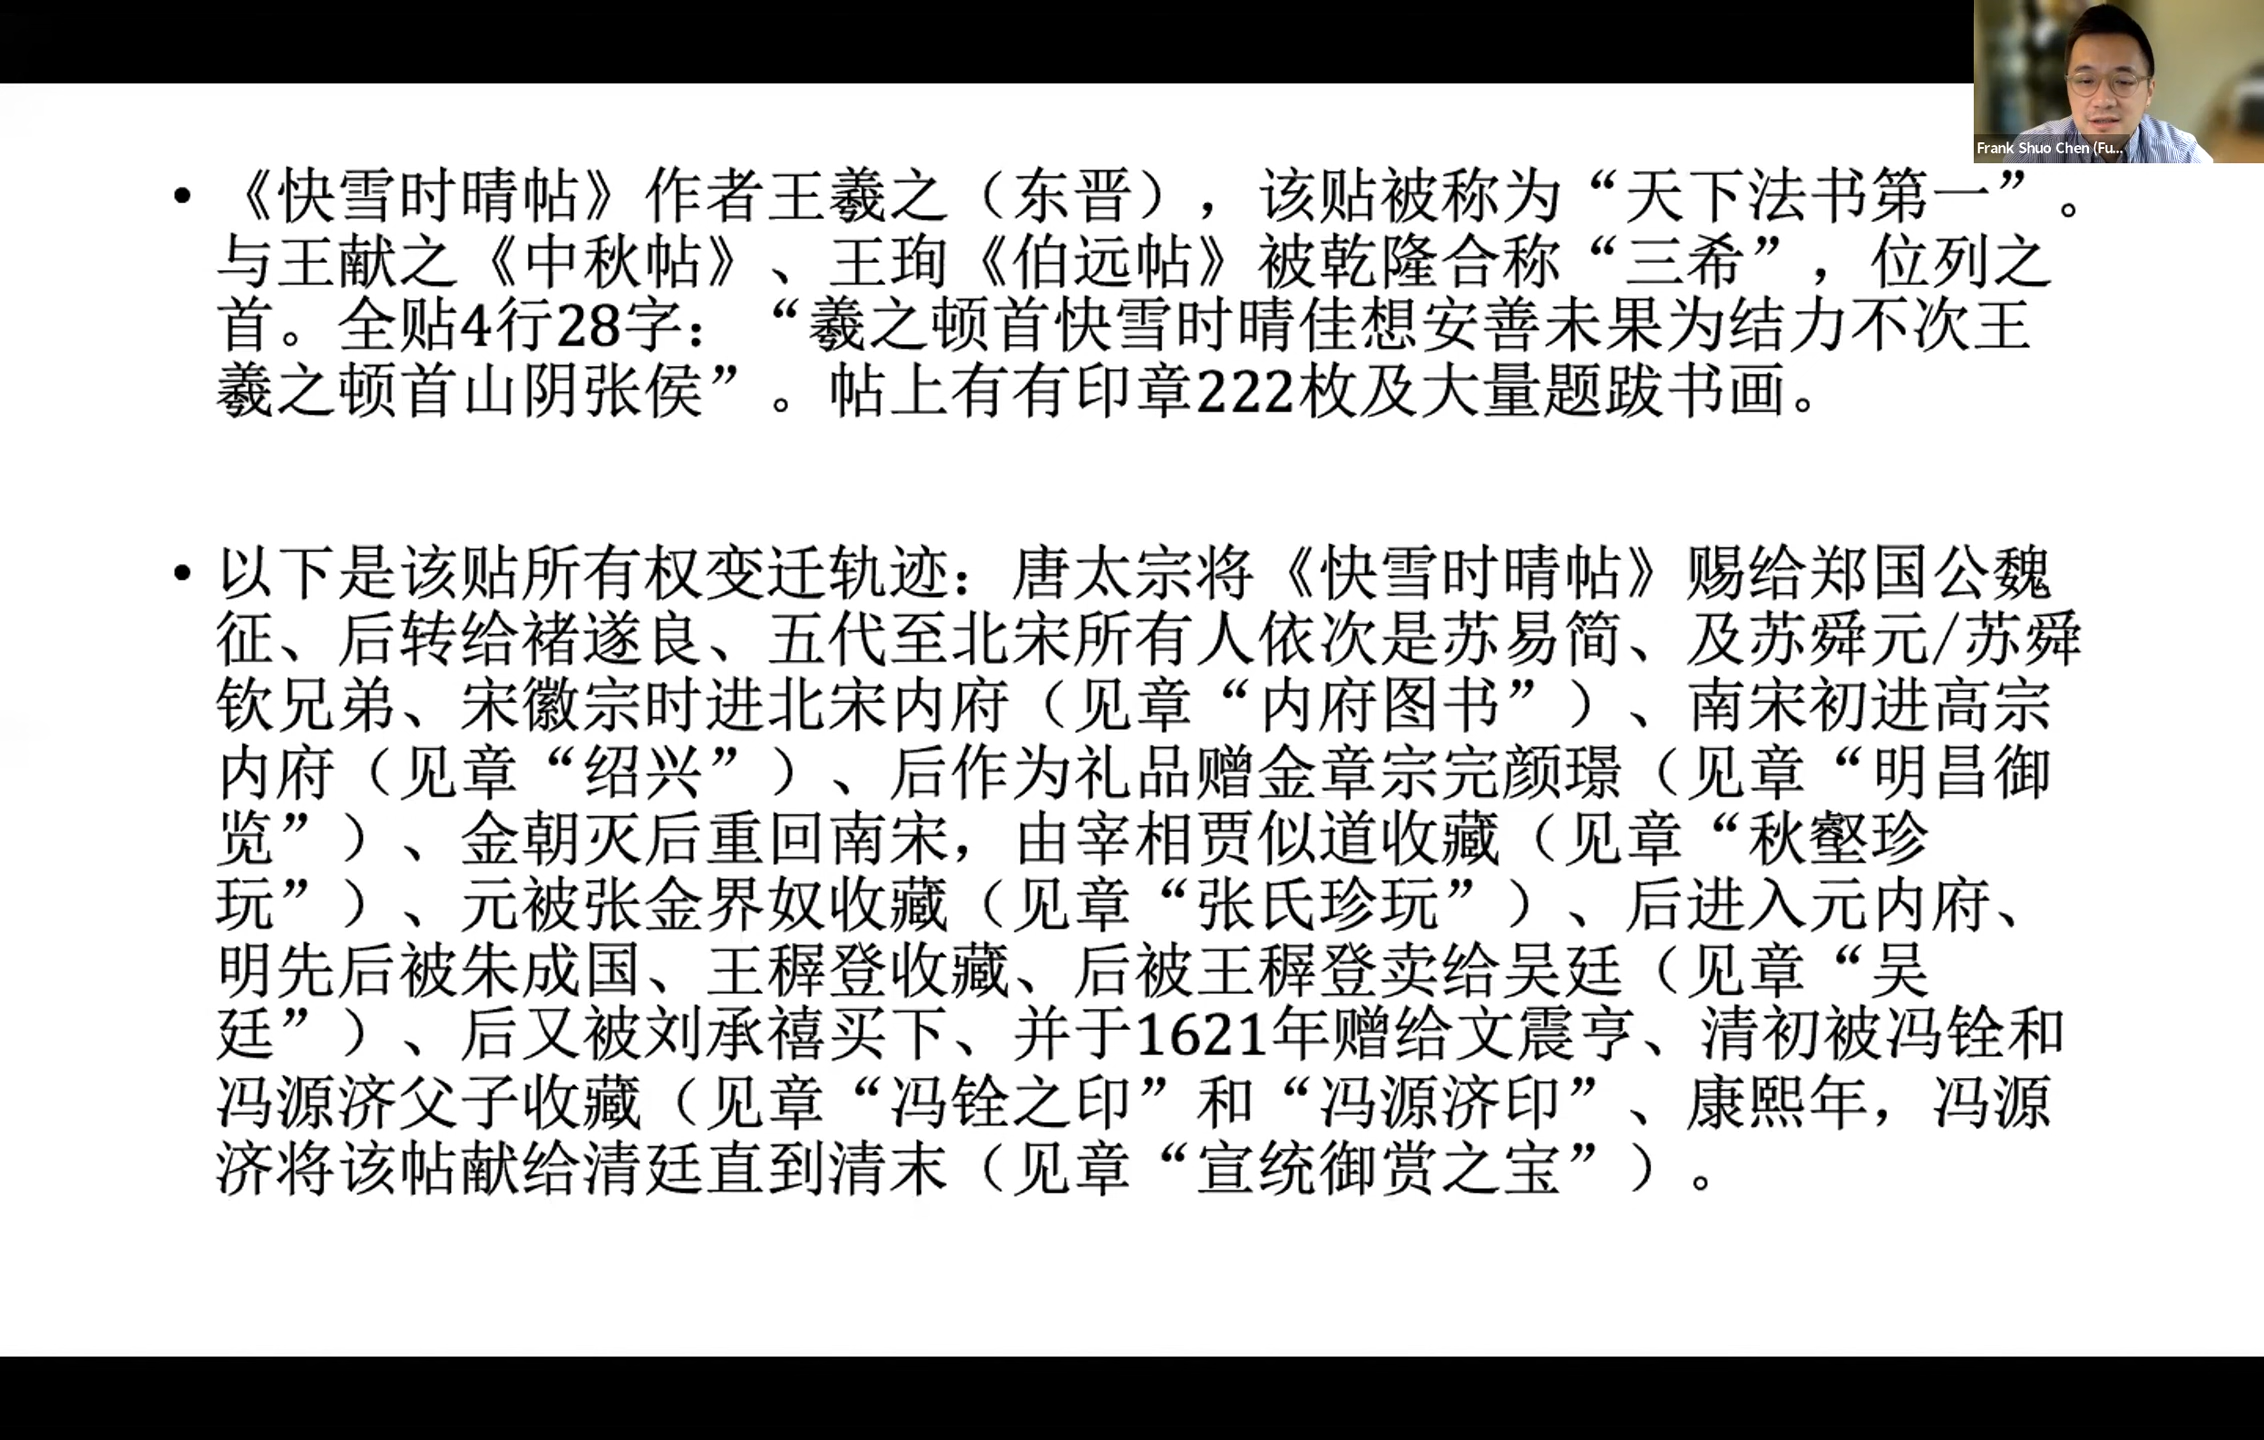 Frank Shuo Chen (Fu...
• 《快雪时晴帖》作者王羲之（东晋），该贴被称为“天下法书第一”。
与王献之《中秋帖》、王珣《伯远帖》被乾隆合称“三希”，位列之
首。全贴4行28字：“羲之顿首快雪时晴佳想安善未果为结力不次王
羲之顿首山阴张侯”。帖上有有印章222枚及大量题跋书画。
• 以下是该贴所有权变迁轨迹：唐太宗将《快雪时晴帖》赐给郑国公魏
征、后转给褚遂良、五代至北宋所有人依次是苏易简、及苏舜元/苏舜
钦兄弟、宋徽宗时进北宋内府（见章“内府图书”）、南宋初进高宗
内府（见章“绍兴”）、后作为礼品赠金章宗完颜璟（见章“明昌御
览”）、金朝灭后重回南宋，由宰相贾似道收藏（见章“秋壑珍
玩”）、元被张金界奴收藏（见章“张氏珍玩”）、后进入元内府、
明先后被朱成国、王穉登收藏、后被王穉登卖给吴廷（见章“吴
廷”）、后又被刘承禧买下、并于1621年赠给文震亨、清初被冯铨和
冯源济父子收藏（见章“冯铨之印”和“冯源济印”、康熙年，冯源
济将该帖献给清廷直到清末（见章“宣统御赏之宝”）。